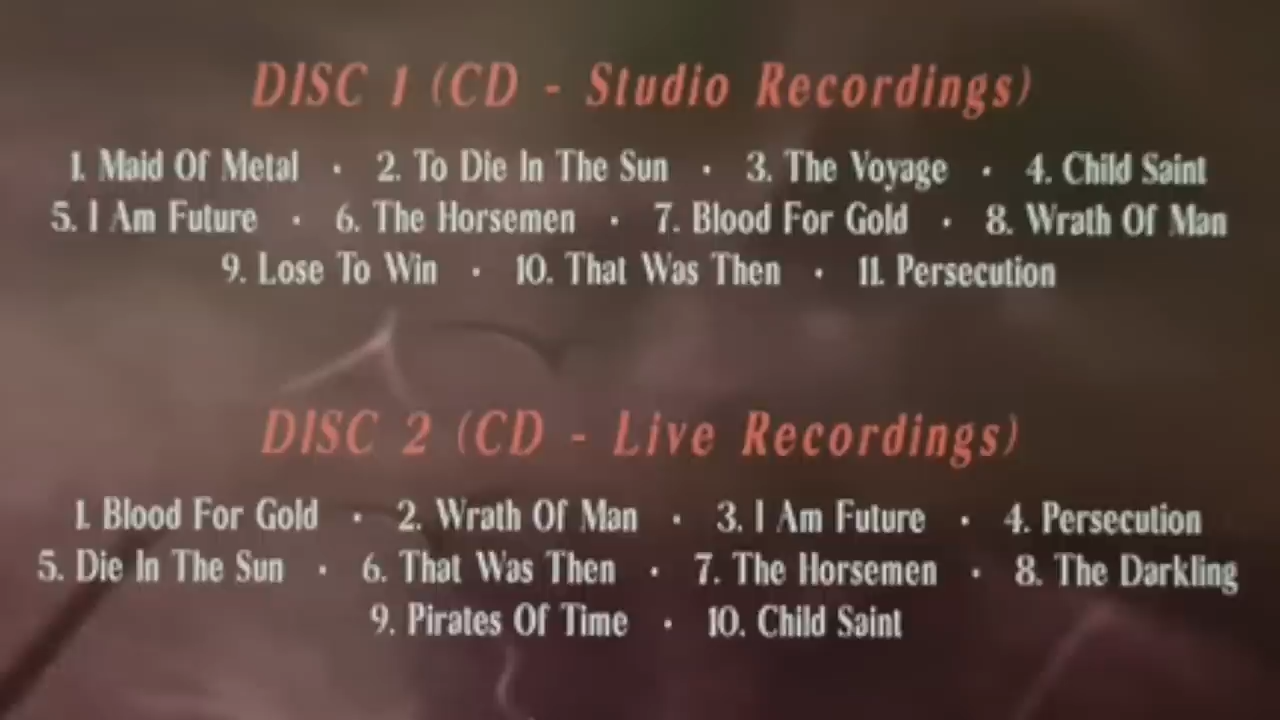 DISC 1 (CD - Studio Recordings)
1. Maid Of Metal · 2. To Die In The Sun · 3. The Voyage · 4. Child Saint
5. I Am Future · 6. The Horsemen · 7. Blood For Gold · 8. Wrath Of Man
9. Lose To Win · 10. That Was Then · 11. Persecution
DISC 2 (CD - Live Recordings)
1. Blood For Gold · 2. Wrath Of Man · 3. I Am Future · 4. Persecution
5. Die In The Sun · 6. That Was Then · 7. The Horsemen · 8. The Darkling
9. Pirates Of Time · 10. Child Saint